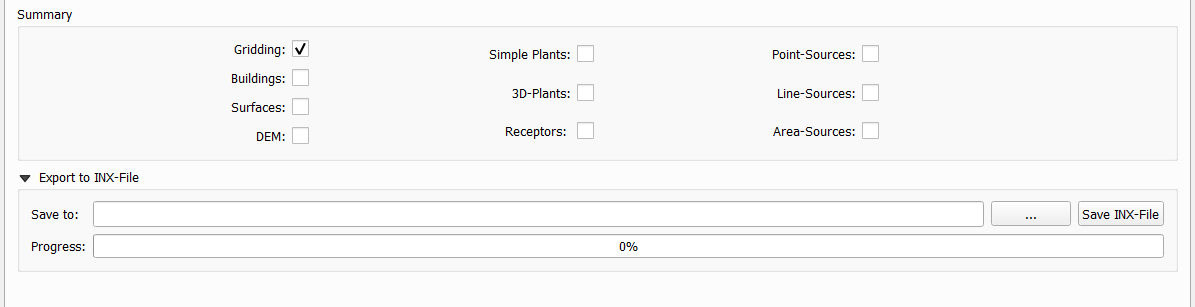 Summary
Gridding:
Simple Plants:
Point-Sources:
Buildings:
3D-Plants:
Line-Sources:
Surfaces:
Receptors:
Area-Sources:
DEM:
Export to INX-File
Save to:
...
Save INX-File
Progress:
0%